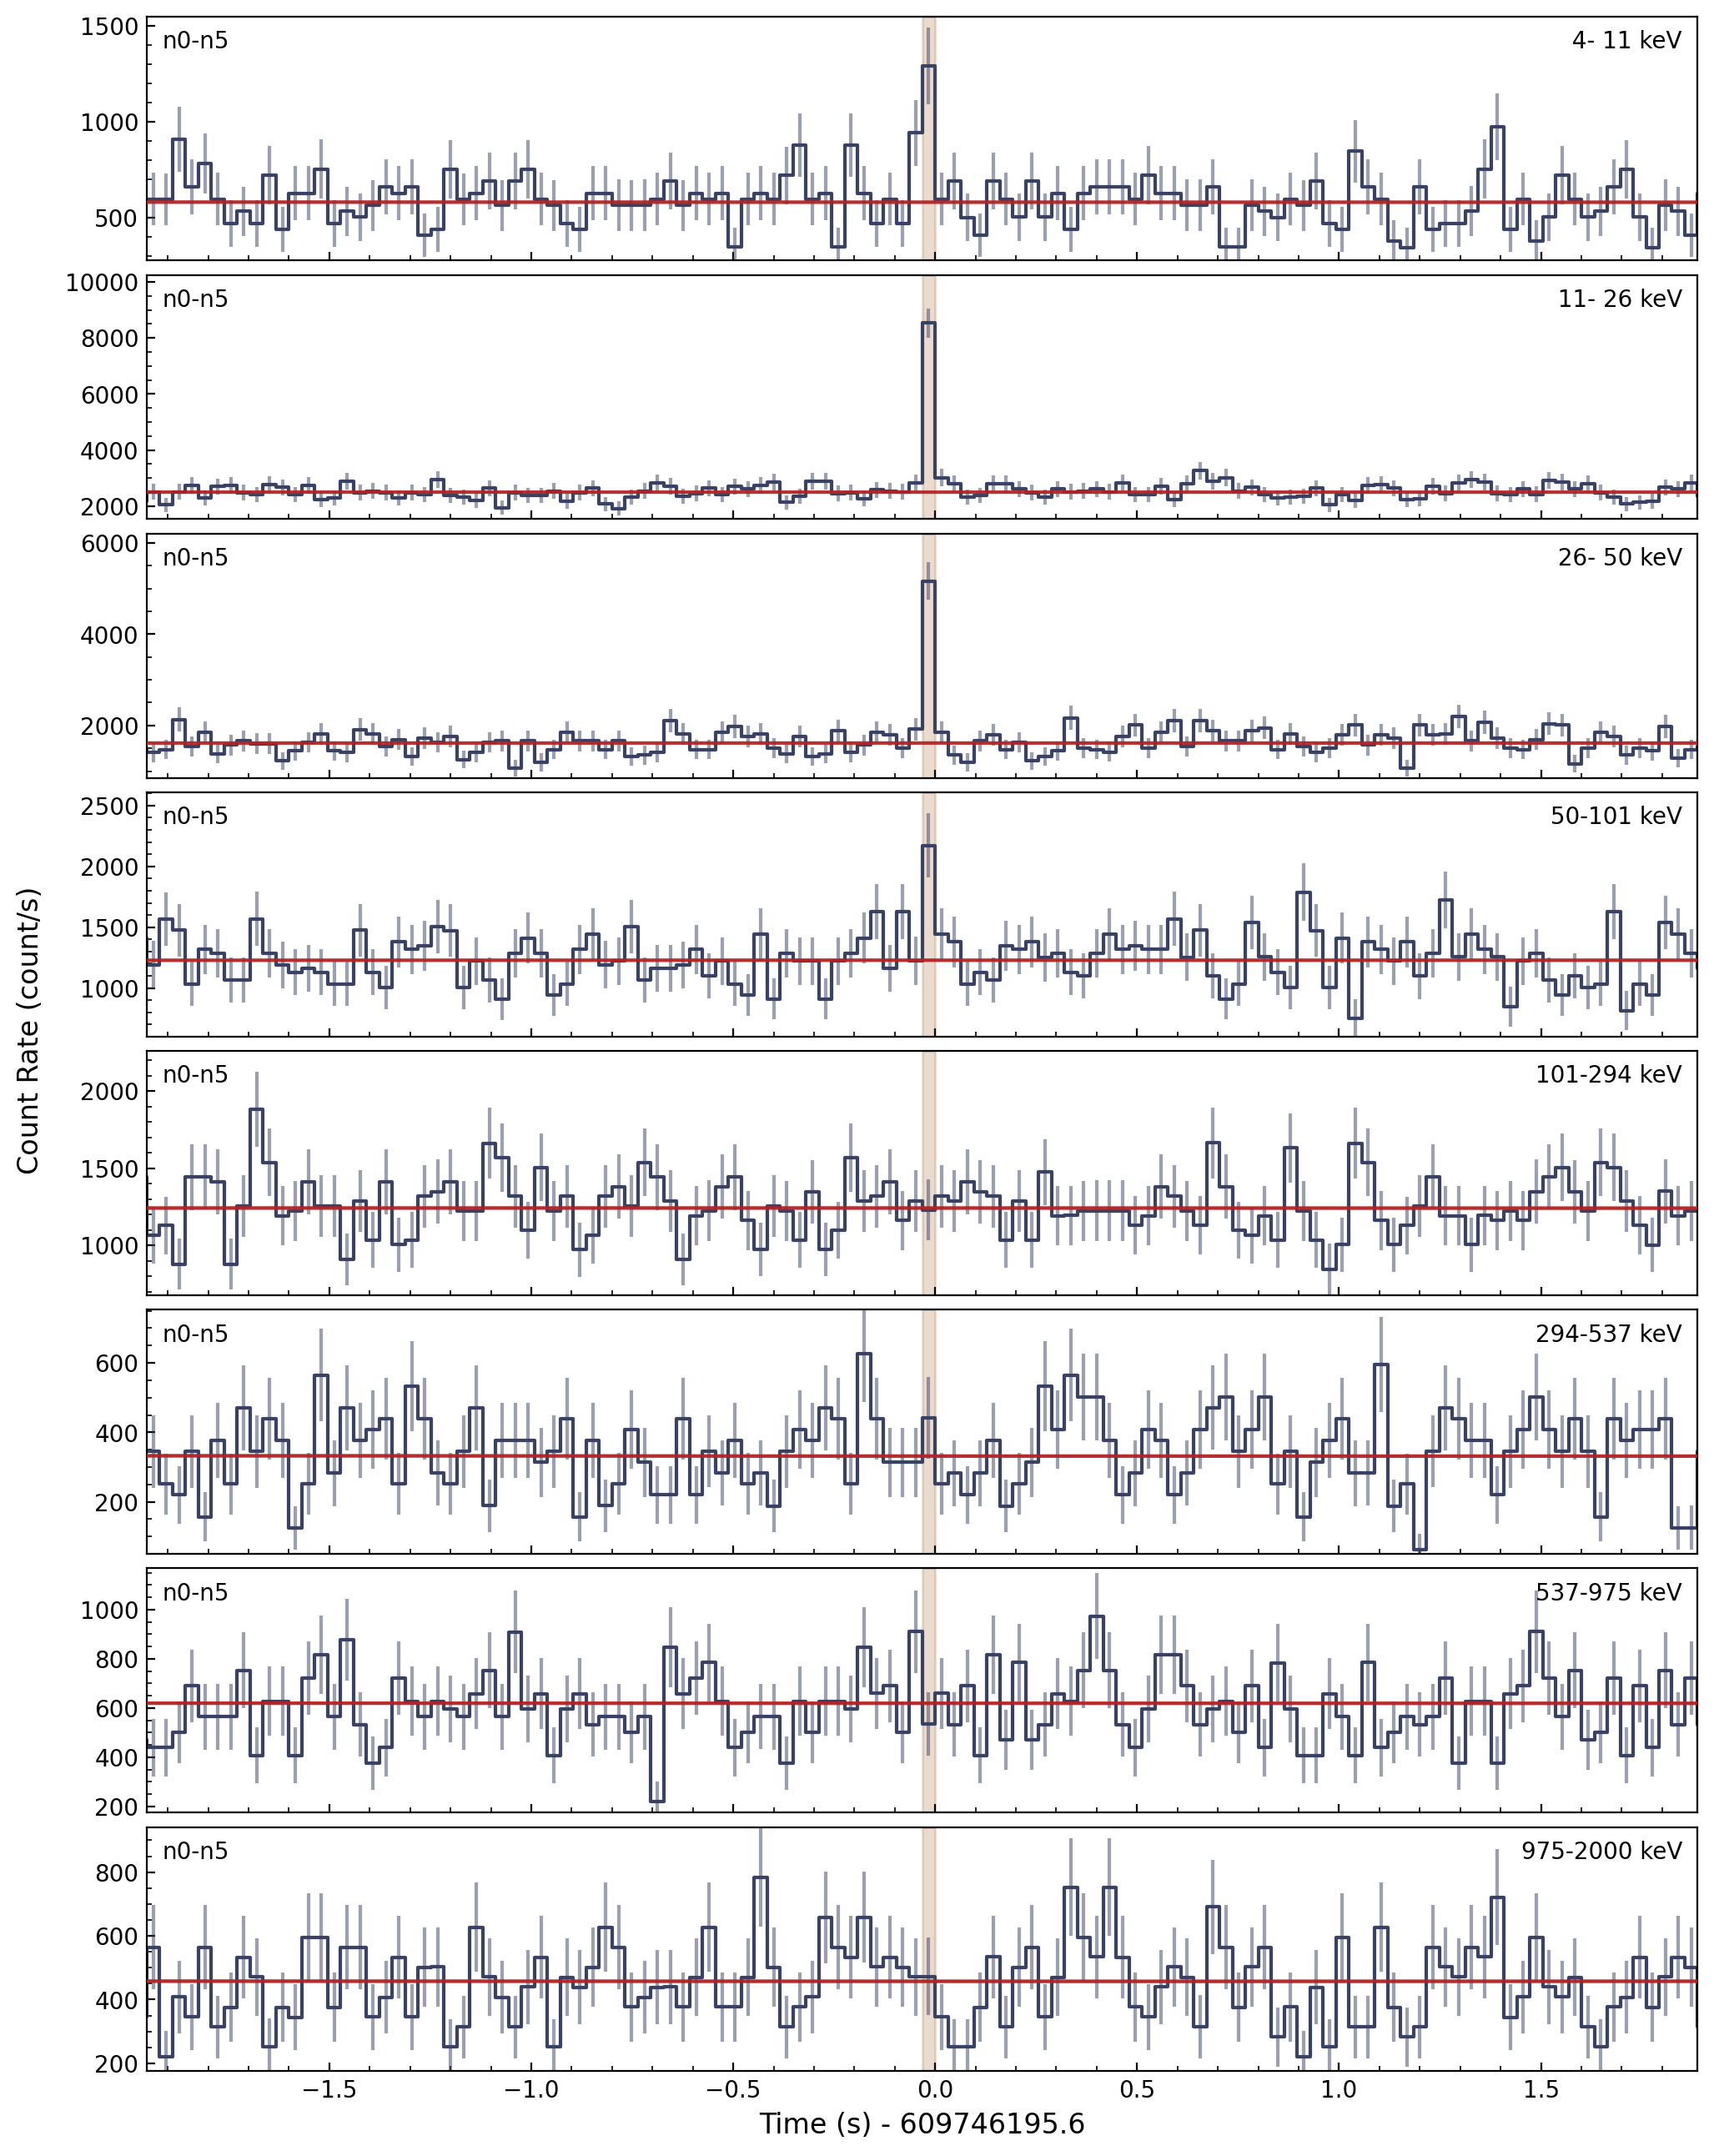 1500
n0-n5
4- 11 keV
1000
500
10000
n0-n5
11- 26 keV
8000
6000
4000
2000
6000
n0-n5
26- 50 keV
4000
2000
2500
n0-n5
50-101 keV
2000
1500
1000
n0-n5
101-294 keV
2000
1500
1000
Count Rate (count/s)
n0-n5
294-537 keV
600
400
200
n0-n5
537-975 keV
1000
800
600
400
200
n0-n5
975-2000 keV
800
600
400
200
−1.5 −1.0 −0.5 0.0 0.5 1.0 1.5
Time (s) - 609746195.6